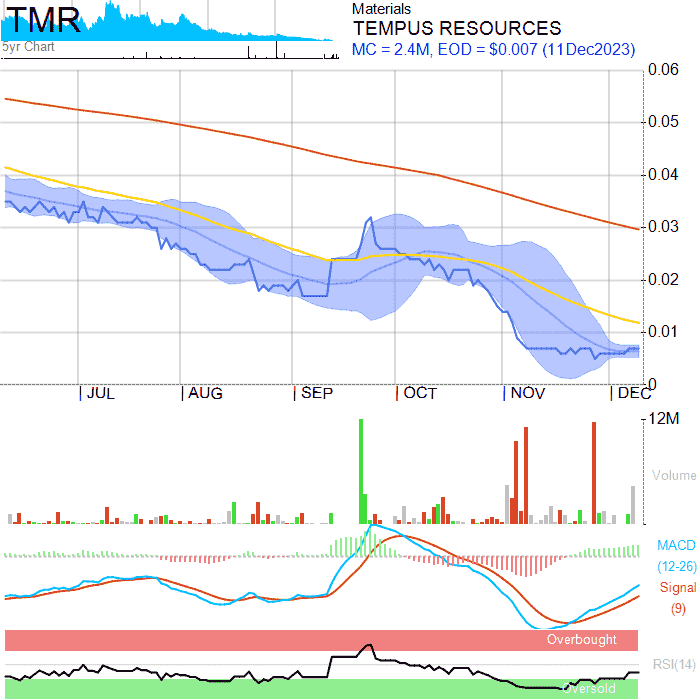 TMR
5yr Chart
Materials
TEMPUS RESOURCES
MC = 2.4M, EOD = $0.007 (11Dec2023)
0.06
0.05
0.04
0.03
0.02
0.01
0
JUL AUG SEP OCT NOV DEC
12M
Volume
MACD
(12-26)
Signal
(9)
Overbought
RSI(14)
Oversold